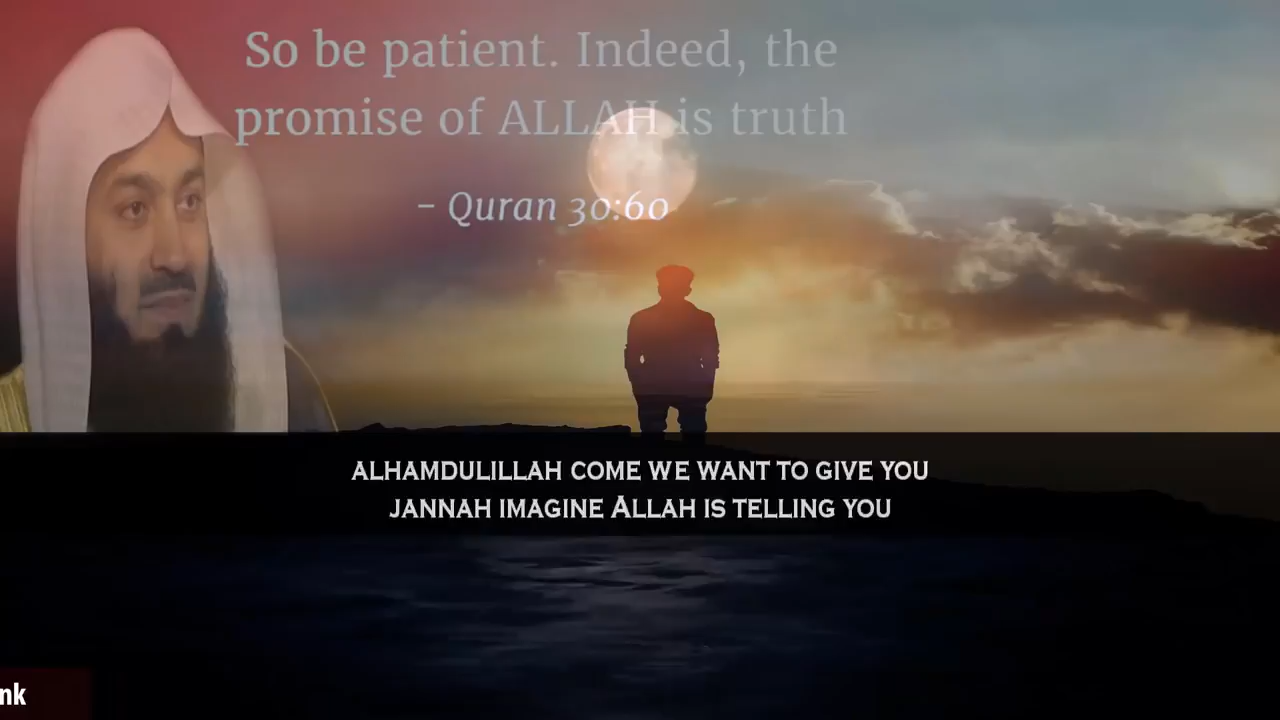 So be patient. Indeed, the
promise of ALLAH is truth
- Quran 30:60
ALHAMDULILLAH COME WE WANT TO GIVE YOU
JANNAH IMAGINE ALLAH IS TELLING YOU
nk